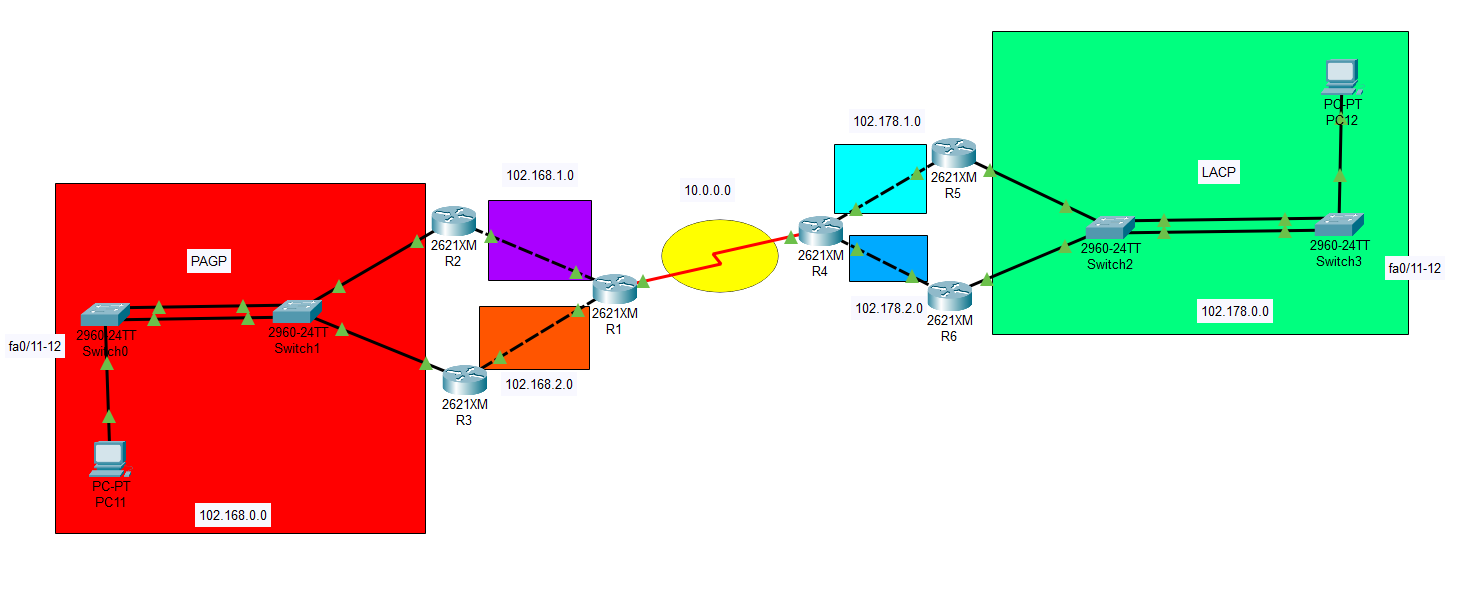 PAGP
2960-24TT
Switch0
2960-24TT
Switch1
fa0/11-12
PC-PT
PC11
102.168.0.0
2621XM
R2
102.168.1.0
2621XM
R3
102.168.2.0
2621XM
R1
10.0.0.0
2621XM
R4
102.178.1.0
2621XM
R5
102.178.2.0
2621XM
R6
LACP
2960-24TT
Switch2
2960-24TT
Switch3
PC-PT
PC12
fa0/11-12
102.178.0.0